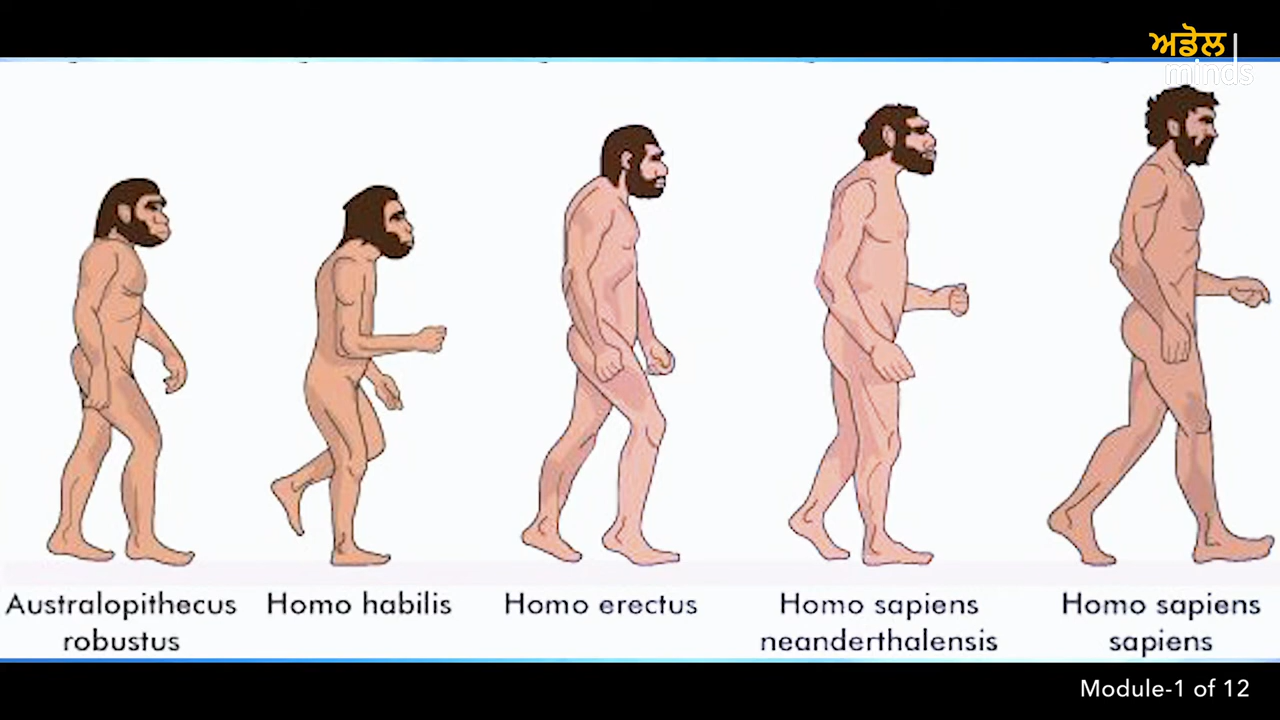 ਅਡੋਲ
minds
Australopithecus
robustus
Homo habilis
Homo erectus
Homo sapiens
neanderthalensis
Homo sapiens
sapiens
Module-1 of 12